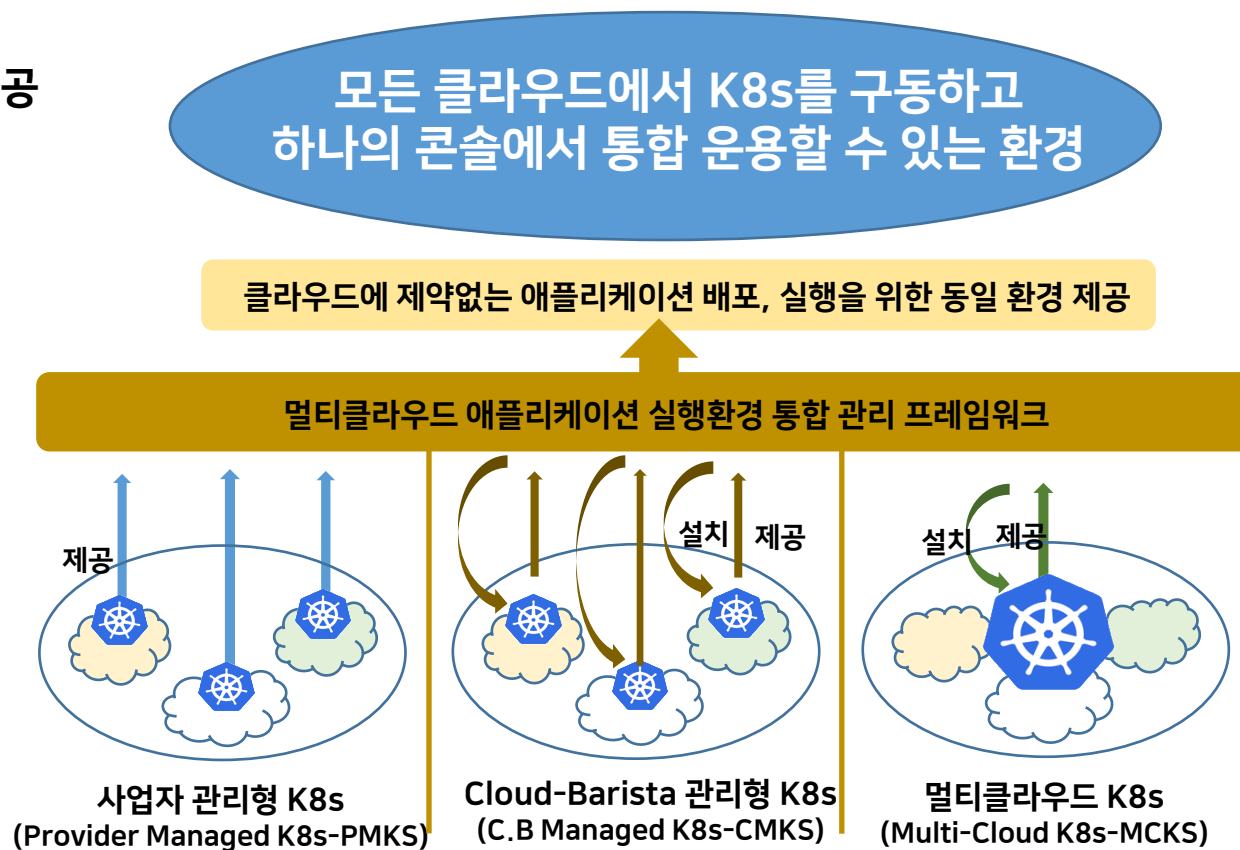 공
모든 클라우드에서 K8s를 구동하고
하나의 콘솔에서 통합 운용할 수 있는 환경
클라우드에 제약없는 애플리케이션 배포, 실행을 위한 동일 환경 제공
멀티클라우드 애플리케이션 실행환경 통합 관리 프레임워크
제공
설치
제공
설치
제공
사업자 관리형 K8s
(Provider Managed K8s-PMKS)
Cloud-Barista 관리형 K8s
(C.B Managed K8s-CMKS)
멀티클라우드 K8s
(Multi-Cloud K8s-MCKS)